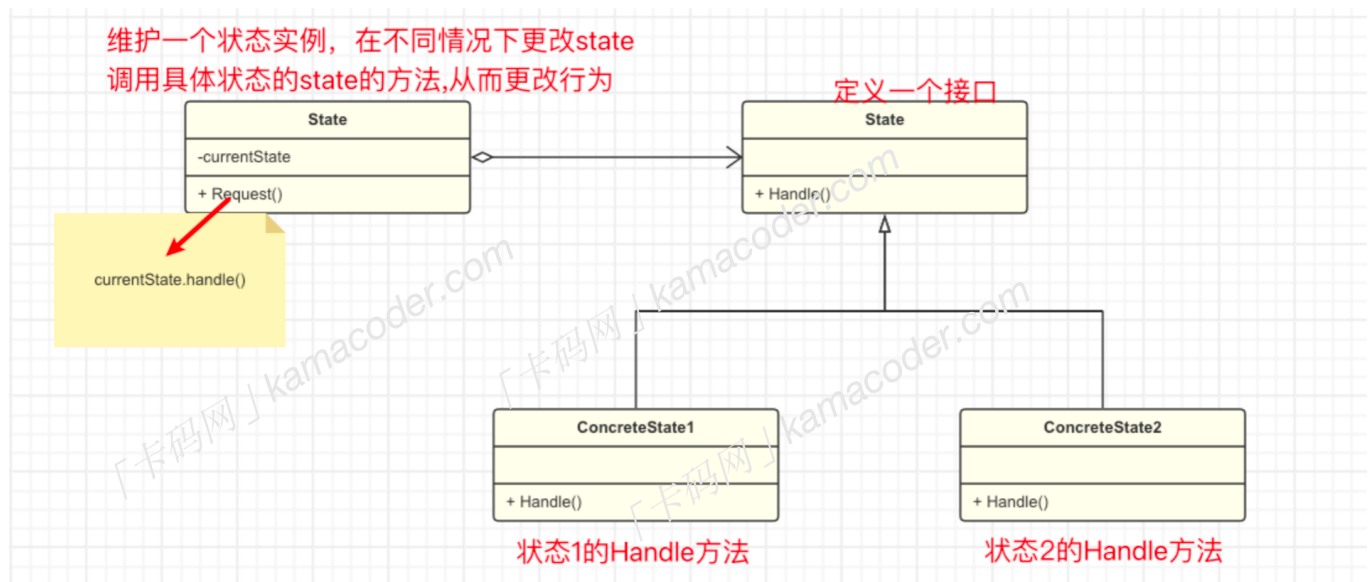 维护一个状态实例，在不同情况下更改state
调用具体状态的state的方法,从而更改行为
定义一个接口
State
-currentState
+ Request()
State
+ Handle()
currentState.handle()
ConcreteState1
+ Handle()
ConcreteState2
+ Handle()
状态1的Handle方法
状态2的Handle方法
「卡码网」kamacoder.com
「卡码网」kamacoder.com
「卡码网」kamacoder.com